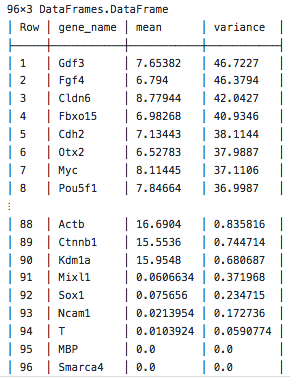 96×3 DataFrames.DataFrame
| Row | gene_name | mean | variance |
| 1 | Gdf3 | 7.65382 | 46.7227 |
| 2 | Fgf4 | 6.794 | 46.3794 |
| 3 | Cldn6 | 8.77944 | 42.0427 |
| 4 | Fbxo15 | 6.98268 | 40.9346 |
| 5 | Cdh2 | 7.13443 | 38.1144 |
| 6 | Otx2 | 6.52783 | 37.9887 |
| 7 | Myc | 8.11445 | 37.1106 |
| 8 | Pou5f1 | 7.84664 | 36.9987 |
⋮
| 88 | Actb | 16.6904 | 0.835816 |
| 89 | Ctnnb1 | 15.5536 | 0.744714 |
| 90 | Kdm1a | 15.9548 | 0.680687 |
| 91 | Mixl1 | 0.0606634 | 0.371968 |
| 92 | Sox1 | 0.075656 | 0.234715 |
| 93 | Ncam1 | 0.0213954 | 0.172736 |
| 94 | T | 0.0103924 | 0.0590774 |
| 95 | MBP | 0.0 | 0.0 |
| 96 | Smarca4 | 0.0 | 0.0 |